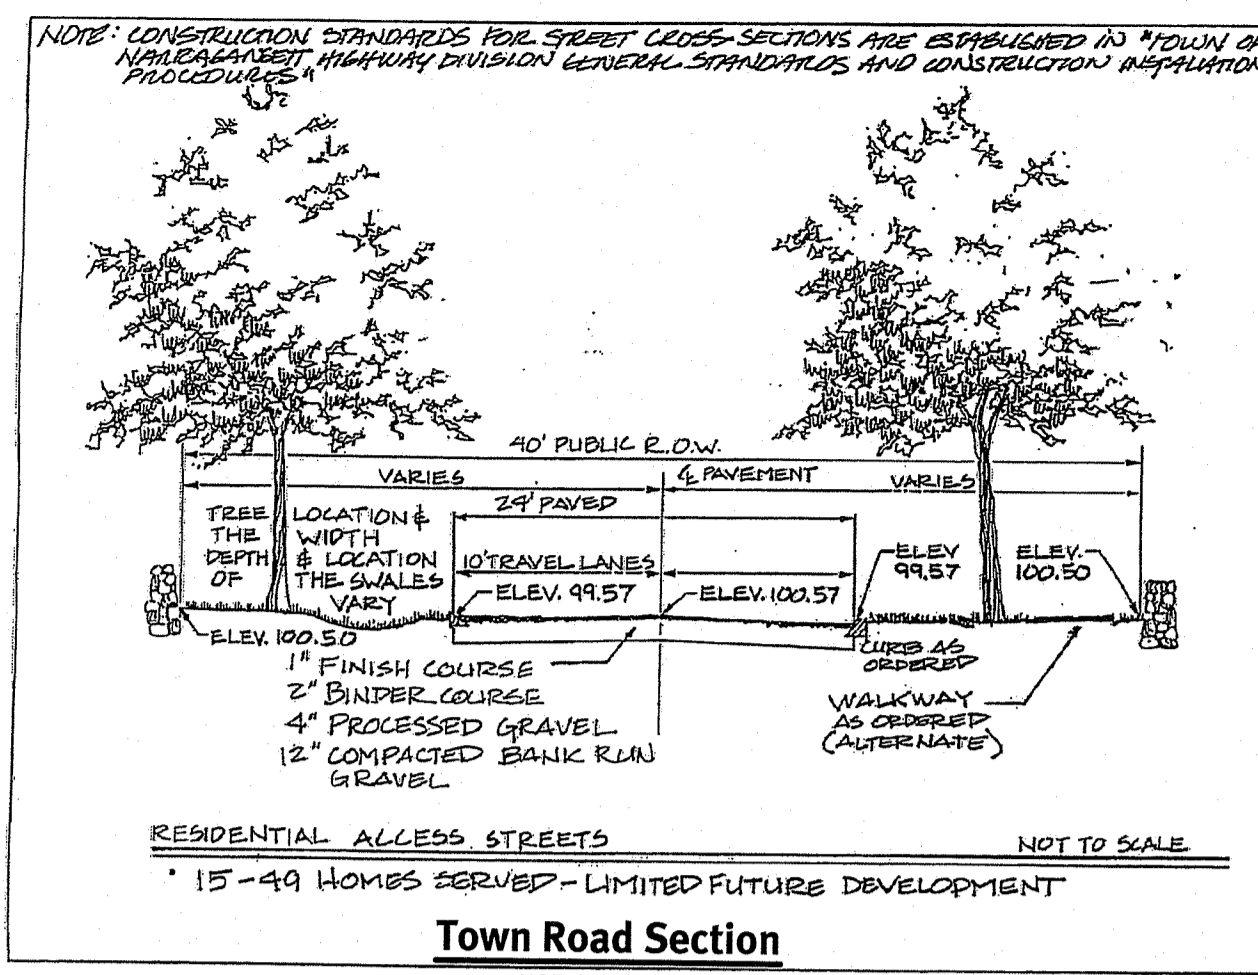 NOTE: CONSTRUCTION STANDARDS FOR STREET CROSS-SECTIONS ARE ESTABLISHED IN "TOWN OF
NARRAGANSETT HIGHWAY DIVISION GENERAL STANDARDS AND CONSTRUCTION INSTALLATION
PROCEDURES"
40' PUBLIC R.O.W.
VARIES
℄ PAVEMENT
VARIES
24' PAVED
TREE LOCATION &
THE WIDTH
DEPTH & LOCATION
OF THE SWALES
VARY
10' TRAVEL LANES
ELEV
99.57
ELEV.
100.50
ELEV. 99.57
ELEV. 100.57
ELEV. 100.50
CURB AS
ORDERED
1" FINISH COURSE
2" BINDER COURSE
4" PROCESSED GRAVEL
12" COMPACTED BANK RUN
GRAVEL
WALKWAY
AS ORDERED
(ALTERNATE)
RESIDENTIAL ACCESS STREETS
NOT TO SCALE
• 15-49 HOMES SERVED - LIMITED FUTURE DEVELOPMENT
Town Road Section